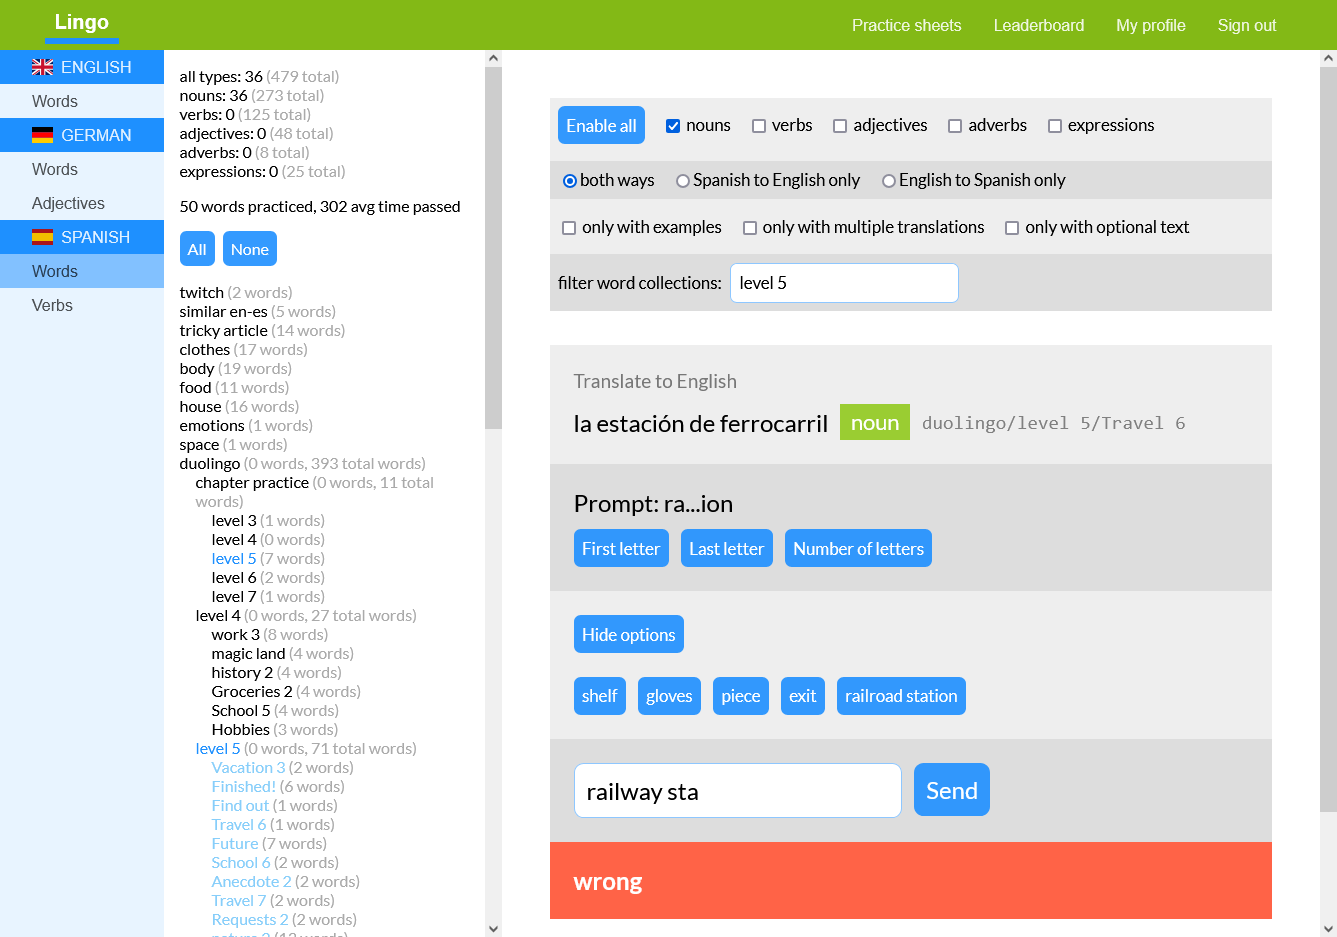 Lingo
Practice sheets Leaderboard My profile Sign out
ENGLISH
Words
GERMAN
Words
Adjectives
SPANISH
Words
Verbs
all types: 36 (479 total)
nouns: 36 (273 total)
verbs: 0 (125 total)
adjectives: 0 (48 total)
adverbs: 0 (8 total)
expressions: 0 (25 total)
50 words practiced, 302 avg time passed
All None
twitch (2 words)
similar en-es (5 words)
tricky article (14 words)
clothes (17 words)
body (19 words)
food (11 words)
house (16 words)
emotions (1 words)
space (1 words)
duolingo (0 words, 393 total words)
chapter practice (0 words, 11 total
words)
level 3 (1 words)
level 4 (0 words)
level 5 (7 words)
level 6 (2 words)
level 7 (1 words)
level 4 (0 words, 27 total words)
work 3 (8 words)
magic land (4 words)
history 2 (4 words)
Groceries 2 (4 words)
School 5 (4 words)
Hobbies (3 words)
level 5 (0 words, 71 total words)
Vacation 3 (2 words)
Finished! (6 words)
Find out (1 words)
Travel 6 (1 words)
Future (7 words)
School 6 (2 words)
Anecdote 2 (2 words)
Travel 7 (2 words)
Requests 2 (2 words)
Enable all nouns verbs adjectives adverbs expressions
both ways Spanish to English only English to Spanish only
only with examples only with multiple translations only with optional text
filter word collections: level 5
Translate to English
la estación de ferrocarril noun duolingo/level 5/Travel 6
Prompt: ra...ion
First letter Last letter Number of letters
Hide options
shelf gloves piece exit railroad station
railway sta Send
wrong